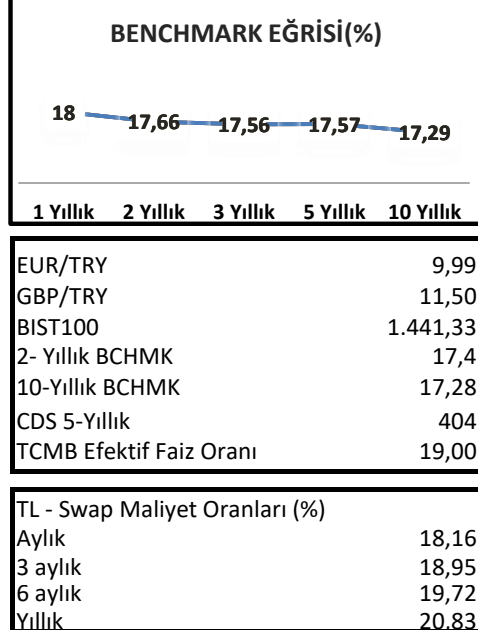 BENCHMARK EĞRİSİ(%)
18 17,66 17,56 17,57 17,29
1 Yıllık 2 Yıllık 3 Yıllık 5 Yıllık 10 Yıllık
EUR/TRY 9,99
GBP/TRY 11,50
BIST100 1.441,33
2- Yıllık BCHMK 17,4
10-Yıllık BCHMK 17,28
CDS 5-Yıllık 404
TCMB Efektif Faiz Oranı 19,00
TL - Swap Maliyet Oranları (%)
Aylık 18,16
3 aylık 18,95
6 aylık 19,72
Yıllık 20,83